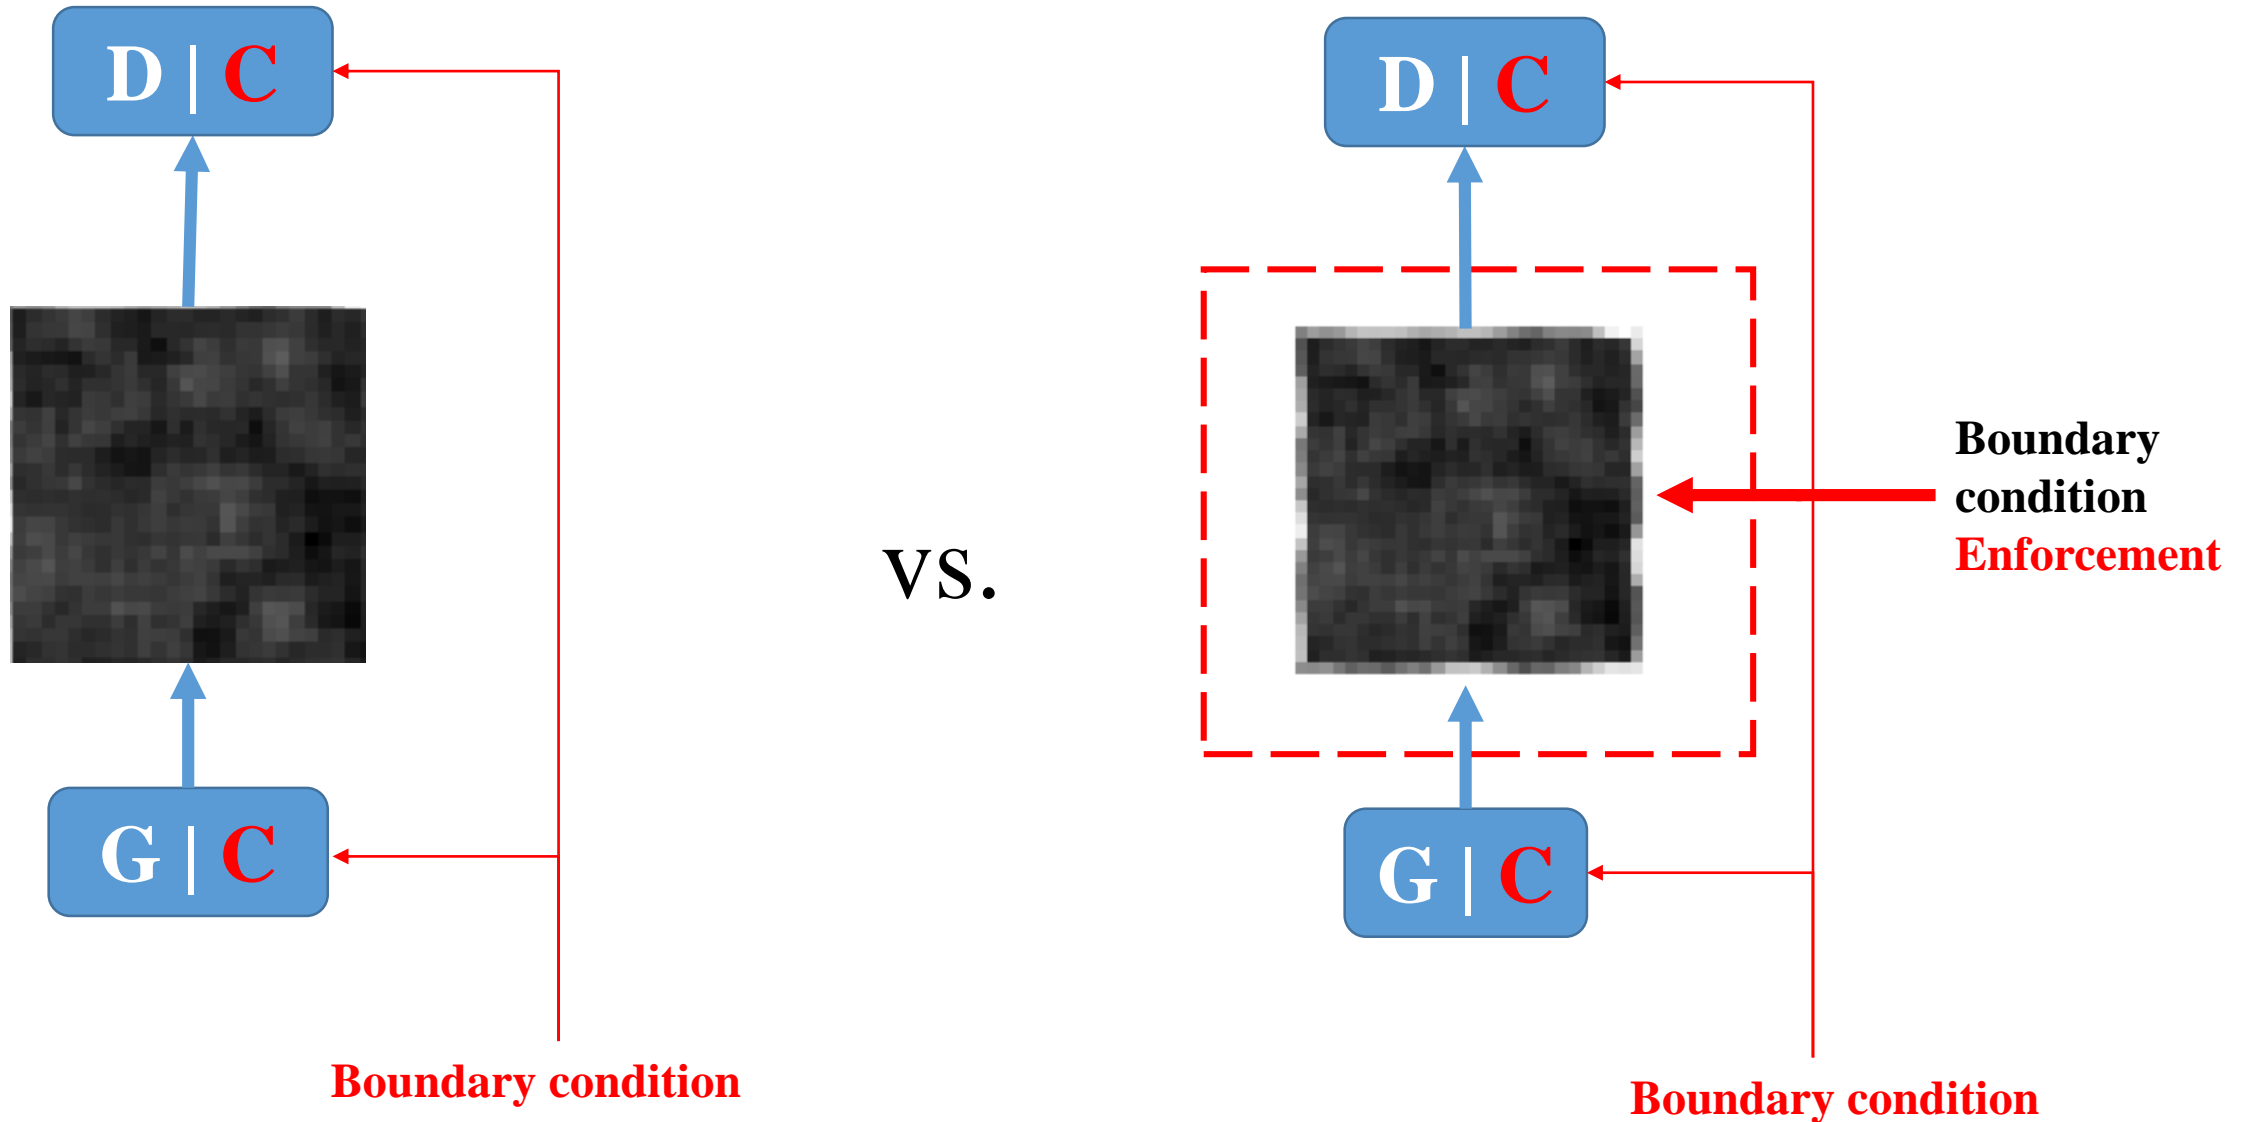 D | C
G | C
Boundary condition
vs.
D | C
Boundary
condition
Enforcement
G | C
Boundary condition